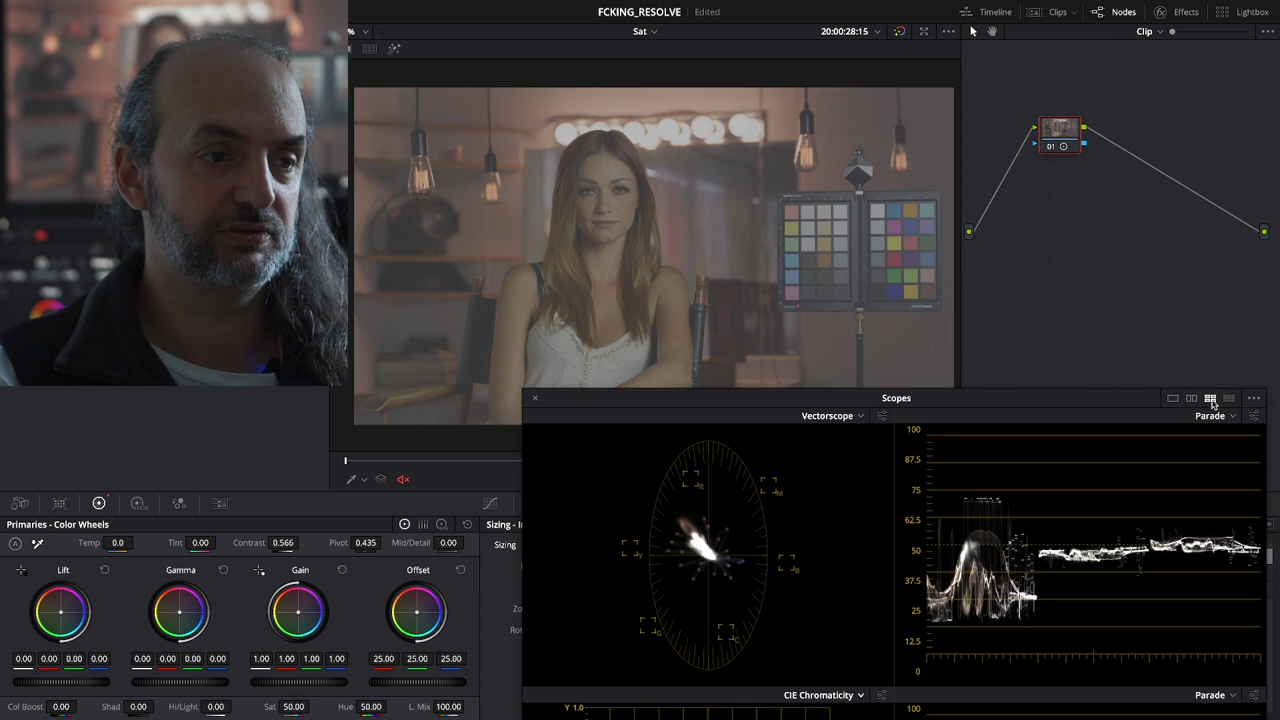 FCKING_RESOLVE
Edited
Timeline
Clips
Nodes
Effects
Lightbox
%
Sat
20:00:28:15
Clip
01
Scopes
Vectorscope
Parade
R
M
Y
B
G
C
100
87.5
75
62.5
50
37.5
25
12.5
0
CIE Chromaticity
Parade
Y 1.0
100
Primaries - Color Wheels
Temp 0.0
Tint 0.00
Contrast 0.566
Pivot 0.435
Mid/Detail 0.00
Lift
Gamma
Gain
Offset
0.00 0.00 0.00 0.00
0.00 0.00 0.00 0.00
1.00 1.00 1.00 1.00
25.00 25.00 25.00
Col Boost 0.00
Shad 0.00
Hi/Light 0.00
Sat 50.00
Hue 50.00
L. Mix 100.00
Sizing - I
Sizing
Zo
Rot